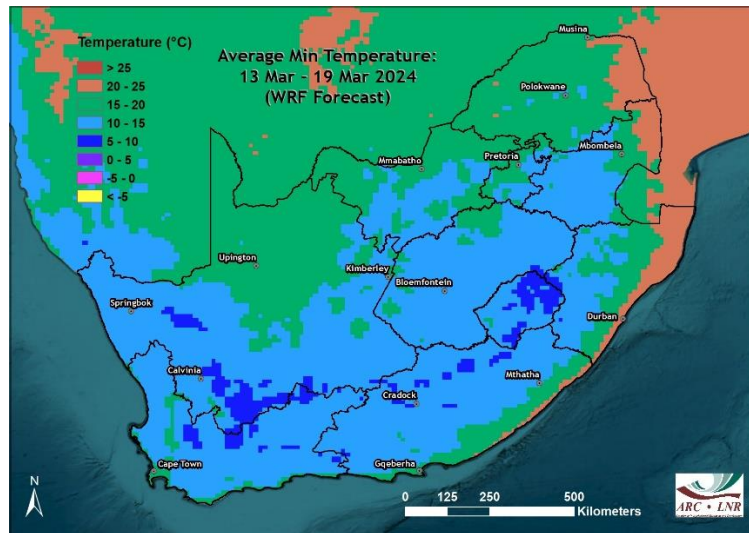 Temperature (°C)
> 25
20 - 25
15 - 20
10 - 15
5 - 10
0 - 5
-5 - 0
< -5
Average Min Temperature:
13 Mar - 19 Mar 2024
(WRF Forecast)
Musina
Polokwane
Mbombela
Pretoria
Mmabatho
Upington
Kimberley
Bloemfontein
Springbok
Durban
Calvinia
Mthatha
Cradock
Cape Town
Gqeberha
N
0 125 250 500
Kilometers
ARC • LNR